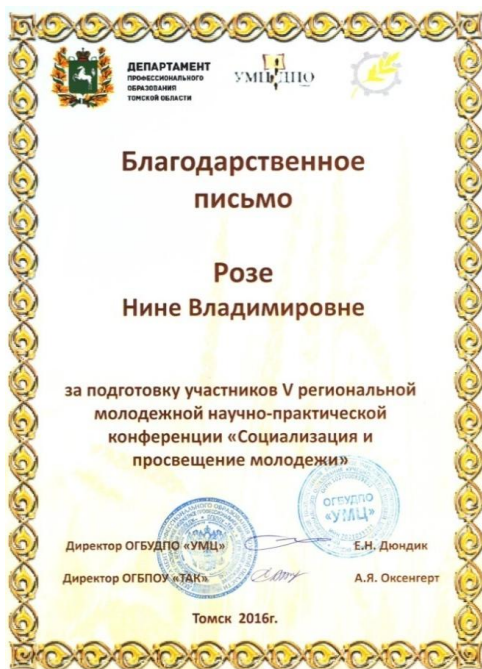 ДЕПАРТАМЕНТ
ПРОФЕССИОНАЛЬНОГО
ОБРАЗОВАНИЯ
ТОМСКОЙ ОБЛАСТИ
УМЦ ДПО
Благодарственное
письмо
Розе
Нине Владимировне
за подготовку участников V региональной
молодежной научно-практической
конференции «Социализация и
просвещение молодежи»
ОГБУДПО
«УМЦ»
Директор ОГБУДПО «УМЦ» Е.Н. Дюндик
Директор ОГБПОУ «ТАК» А.Я. Оксенгерт
Томск 2016г.